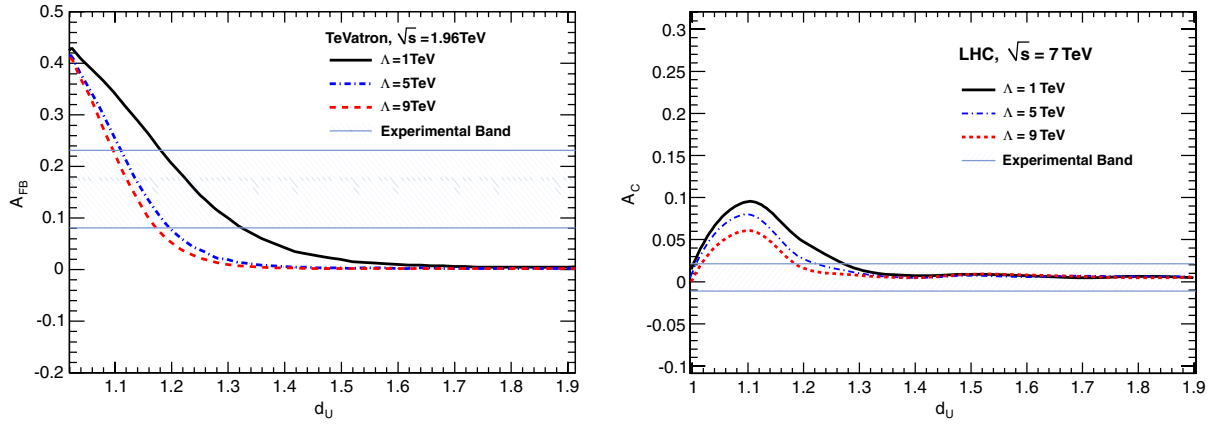 TeVatron, √s =1.96TeV
Λ=1TeV
Λ=5TeV
Λ=9TeV
Experimental Band
A_FB
0.5
0.4
0.3
0.2
0.1
0
-0.1
-0.2
1.1 1.2 1.3 1.4 1.5 1.6 1.7 1.8 1.9
d_U
LHC, √s = 7 TeV
Λ = 1 TeV
Λ = 5 TeV
Λ = 9 TeV
Experimental Band
A_C
0.3
0.25
0.2
0.15
0.1
0.05
0
-0.05
-0.1
1 1.1 1.2 1.3 1.4 1.5 1.6 1.7 1.8 1.9
d_U